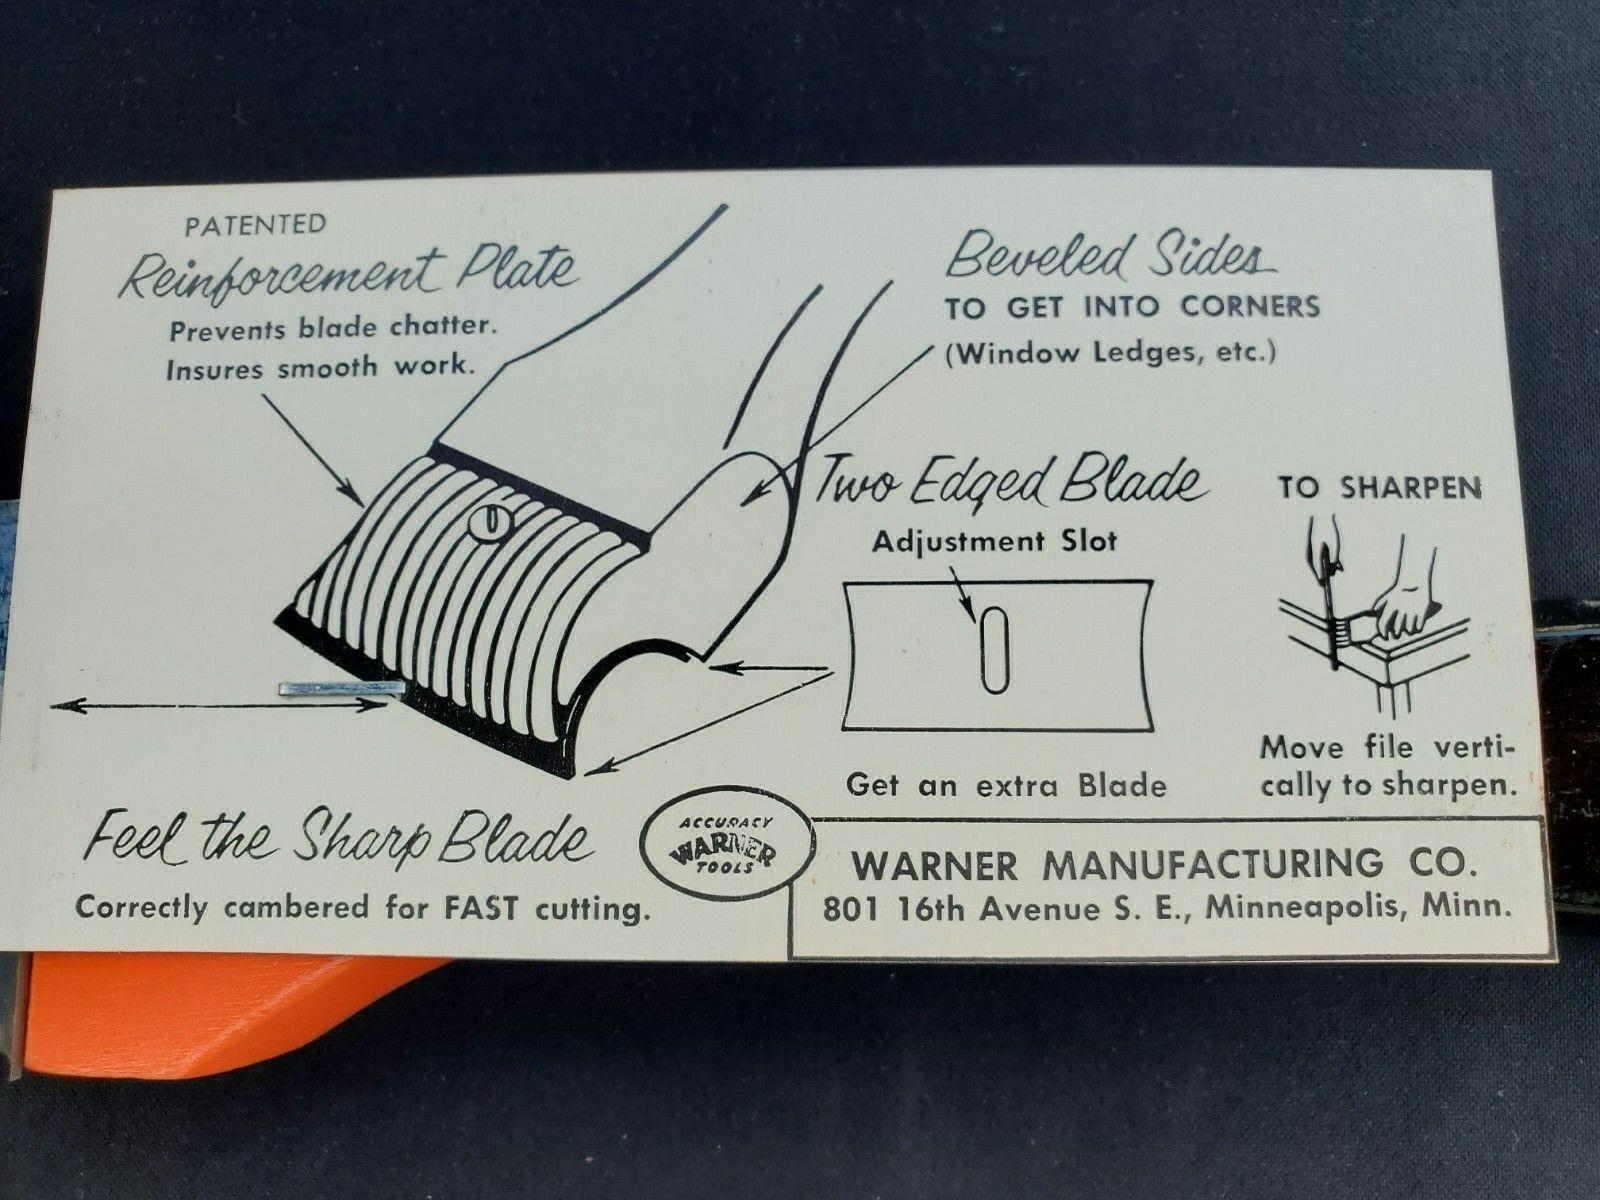 PATENTED
Reinforcement Plate
Prevents blade chatter.
Insures smooth work.
Beveled Sides
TO GET INTO CORNERS
(Window Ledges, etc.)
Two Edged Blade
Adjustment Slot
Get an extra Blade
TO SHARPEN
Move file verti-
cally to sharpen.
Feel the Sharp Blade
Correctly cambered for FAST cutting.
ACCURACY
WARNER
TOOLS
WARNER MANUFACTURING CO.
801 16th Avenue S. E., Minneapolis, Minn.